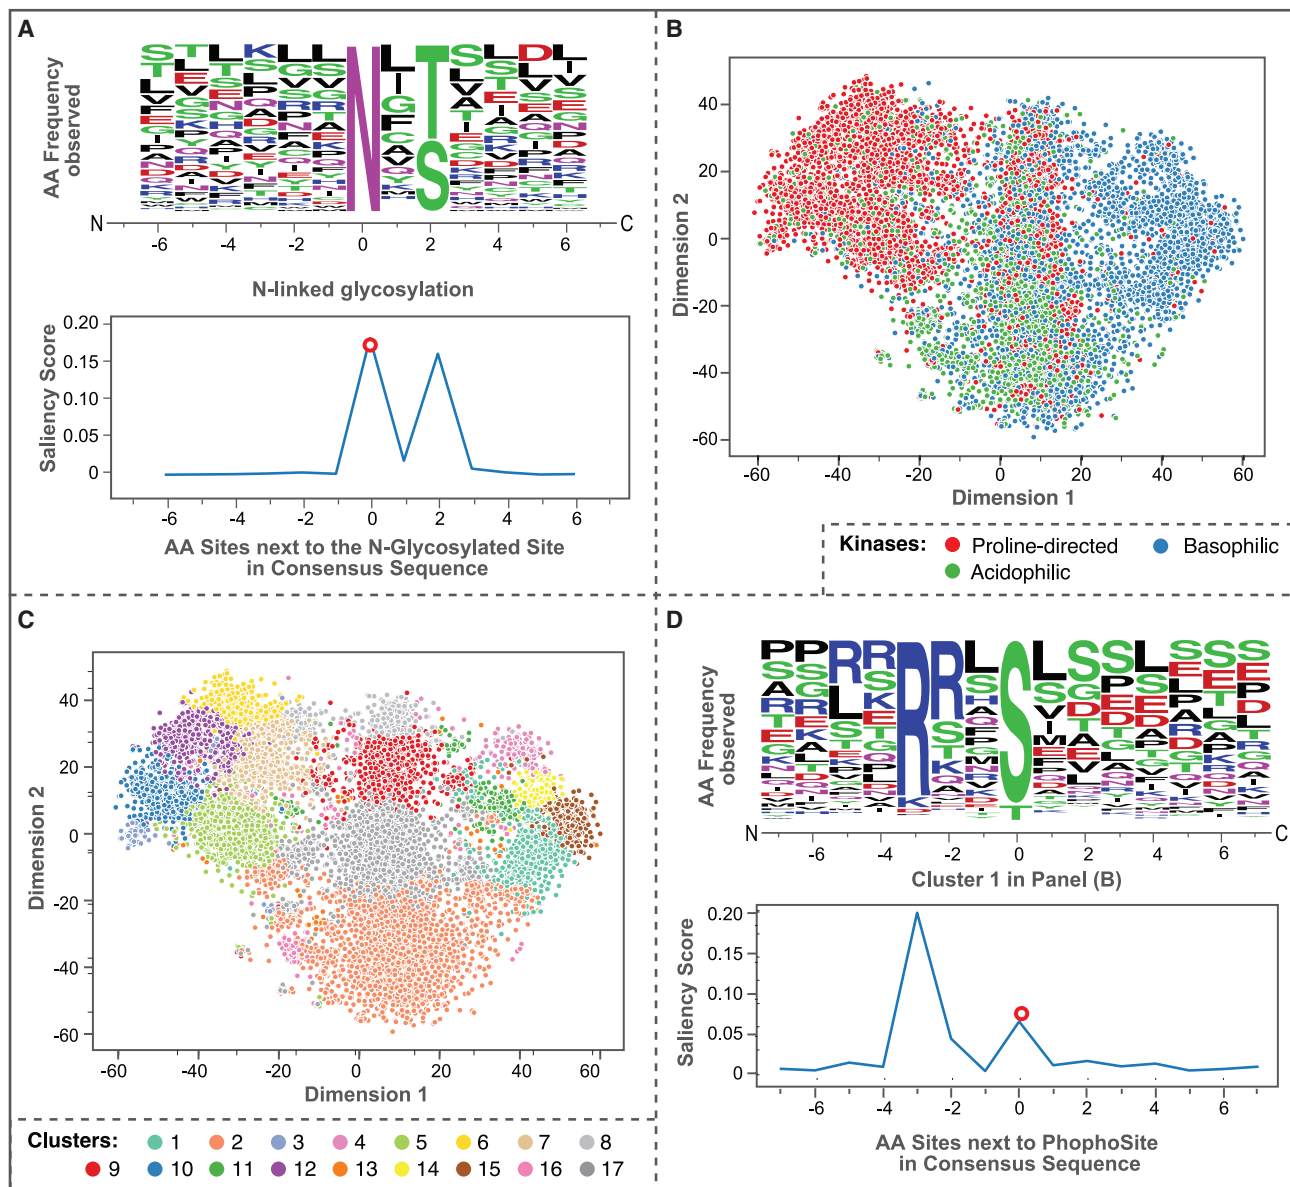 A
AA Frequency
observed
N
C
-6 -4 -2 0 2 4 6
N-linked glycosylation
Saliency Score
0.20
0.15
0.10
0.05
0
-6 -4 -2 0 2 4 6
AA Sites next to the N-Glycosylated Site
in Consensus Sequence
B
Dimension 2
40
20
0
-20
-40
-60
-60 -40 -20 0 20 40 60
Dimension 1
Kinases: Proline-directed Basophilic
Acidophilic
C
Dimension 2
40
20
0
-20
-40
-60
-60 -40 -20 0 20 40 60
Dimension 1
Clusters: 1 2 3 4 5 6 7 8
9 10 11 12 13 14 15 16 17
D
AA Frequency
observed
N
C
-6 -4 -2 0 2 4 6
Cluster 1 in Panel (B)
Saliency Score
0.20
0.15
0.10
0.05
0
-6 -4 -2 0 2 4 6
AA Sites next to PhophoSite
in Consensus Sequence